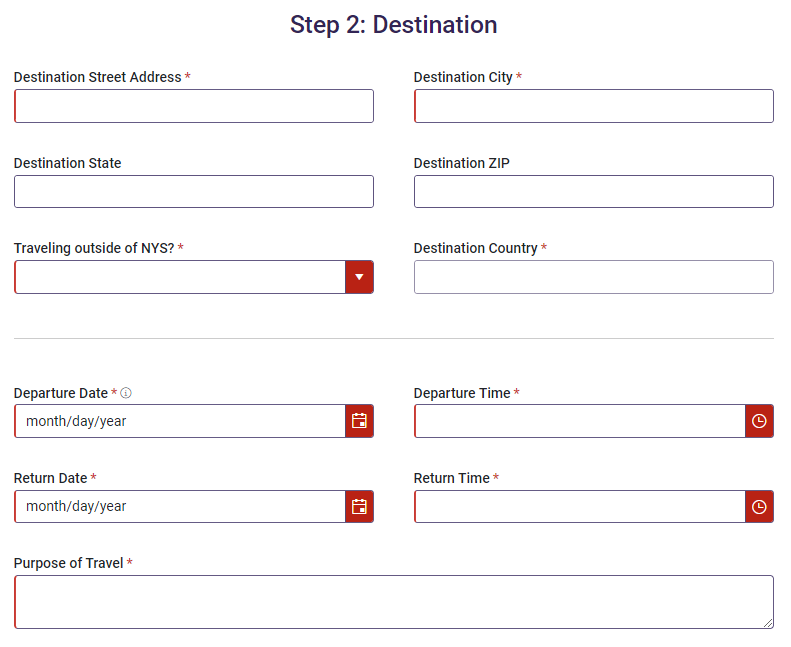 Step 2: Destination
Destination Street Address *
Destination City *
Destination State
Destination ZIP
Traveling outside of NYS? *
Destination Country *
Departure Date *
Departure Time *
month/day/year
Return Date *
Return Time *
month/day/year
Purpose of Travel *